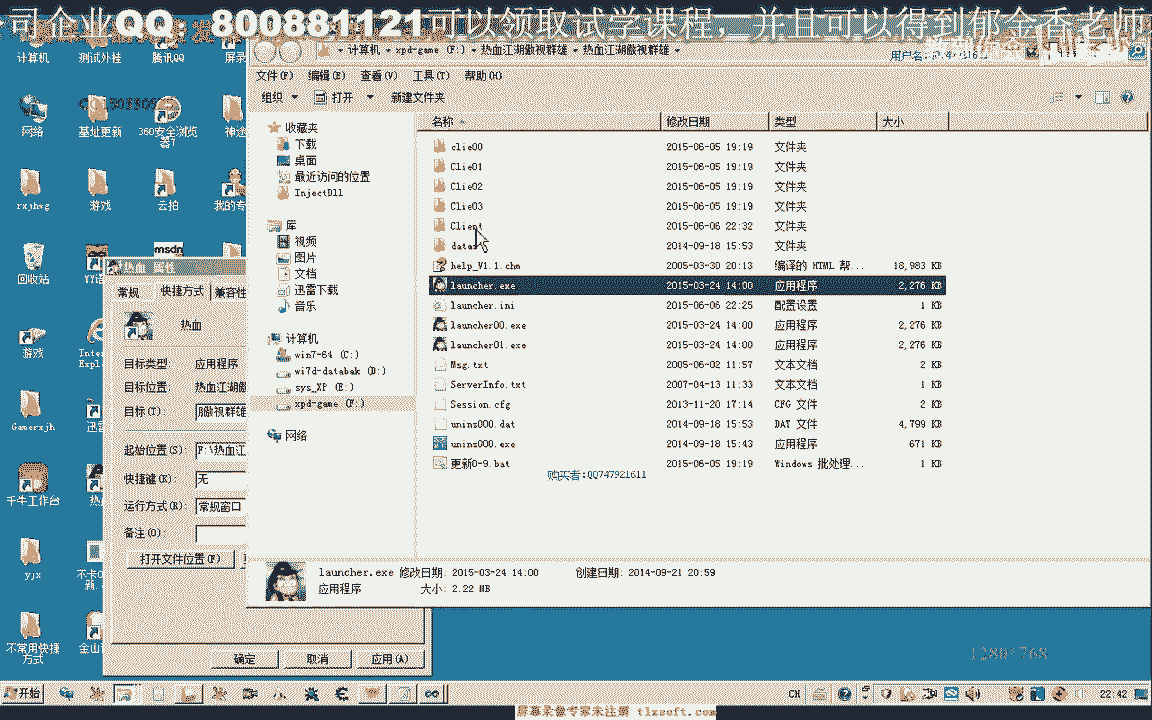 司企业QQ：800881121可以领取试学课程一并且可以得到郁金香老师
计算机 测试外挂 腾讯QQ 屏录
计算机 xpd-game (F:) 热血江湖傲视群雄 热血江湖傲视群雄
用户名:
文件(F) 编辑(E) 查看(V) 工具(T) 帮助(H)
组织 打开 新建文件夹
网络 基址更新 360安全浏览器7 神途
rxjhwg 游戏 云拍 我的专
回收站 YY语
游戏 Inter Expl
Gamerxjh 迅雷
千牛工作台 热血
yjx 不卡
不常用快捷方式 金山
收藏夹
下载
桌面
最近访问的位置
InjectDll
库
视频
图片
文档
迅雷下载
音乐
计算机
win7-64 (C:)
wi7d-databak (D:)
sys_XP (E:)
xpd-game (F:)
网络
名称 修改日期 类型 大小
clie00 2015-06-05 19:19 文件夹
Clie01 2015-06-05 19:19 文件夹
Clie02 2015-06-05 19:19 文件夹
Clie03 2015-06-05 19:19 文件夹
Client 2015-06-06 22:32 文件夹
datas 2014-09-18 15:53 文件夹
help_V1.1.chm 2005-03-30 20:13 编译的 HTML 帮... 18,983 KB
launcher.exe 2015-03-24 14:00 应用程序 2,276 KB
launcher.ini 2015-06-06 22:25 配置设置 1 KB
launcher00.exe 2015-03-24 14:00 应用程序 2,276 KB
launcher01.exe 2015-03-24 14:00 应用程序 2,276 KB
Msg.txt 2005-06-02 11:57 文本文档 2 KB
ServerInfo.txt 2007-04-13 11:33 文本文档 1 KB
Session.cfg 2013-11-20 17:14 CFG 文件 2 KB
unins000.dat 2014-09-18 15:53 DAT 文件 4,799 KB
unins000.exe 2014-09-18 15:43 应用程序 671 KB
更新0-9.bat 2015-06-05 19:19 Windows 批处理... 1 KB
购买者:QQ747921611
launcher.exe 修改日期: 2015-03-24 14:00 创建日期: 2014-09-21 20:59
应用程序 大小: 2.22 MB
热血 属性
常规 快捷方式 兼容性
热血
目标类型: 应用程序
目标位置: 热血江湖傲
目标(T): 傲视群雄
起始位置(S): F:\热血江
快捷键(K): 无
运行方式(R): 常规窗口
备注(O):
打开文件位置(F)
确定 取消 应用(A)
1280*768
开始 CH 22:42
屏幕录像专家未注册 tlxsoft.com